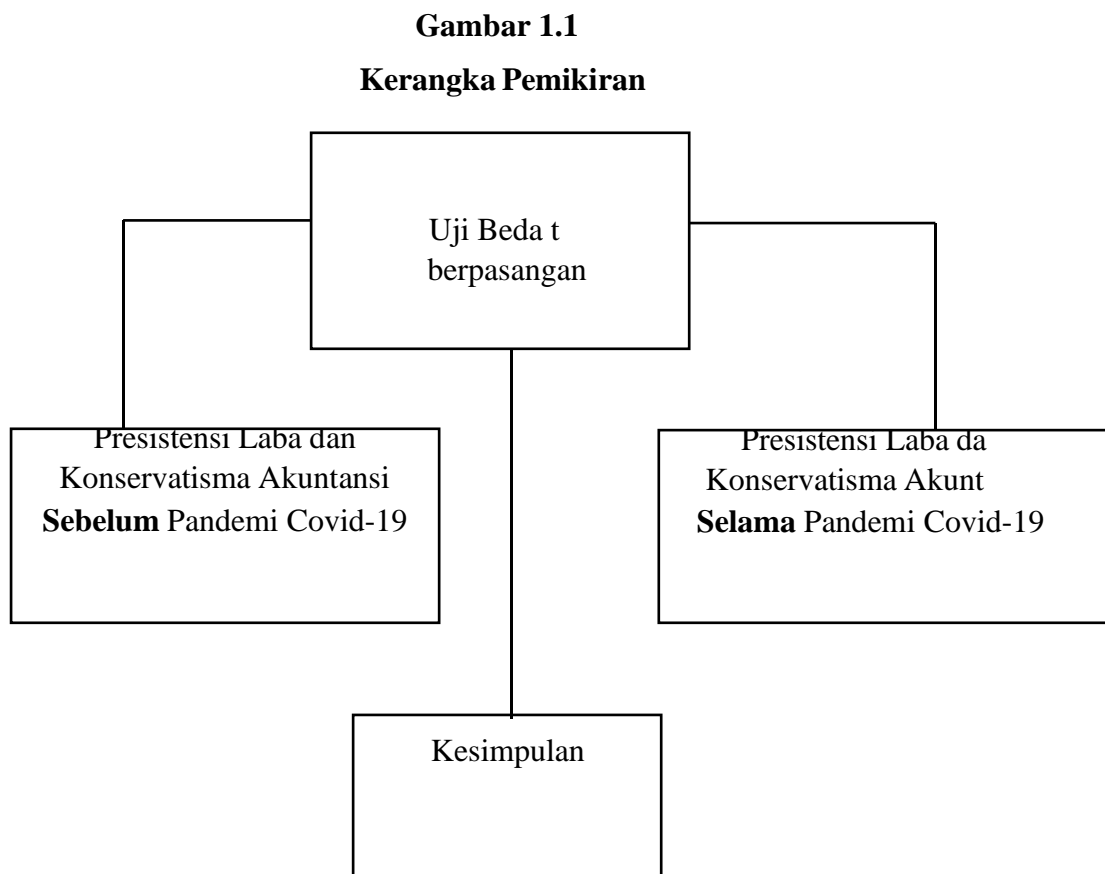 Gambar 1.1
Kerangka Pemikiran
Uji Beda t
berpasangan
Presistensi Laba dan
Konservatisma Akuntansi
Sebelum Pandemi Covid-19
Presistensi Laba da
Konservatisma Akunt
Selama Pandemi Covid-19
Kesimpulan